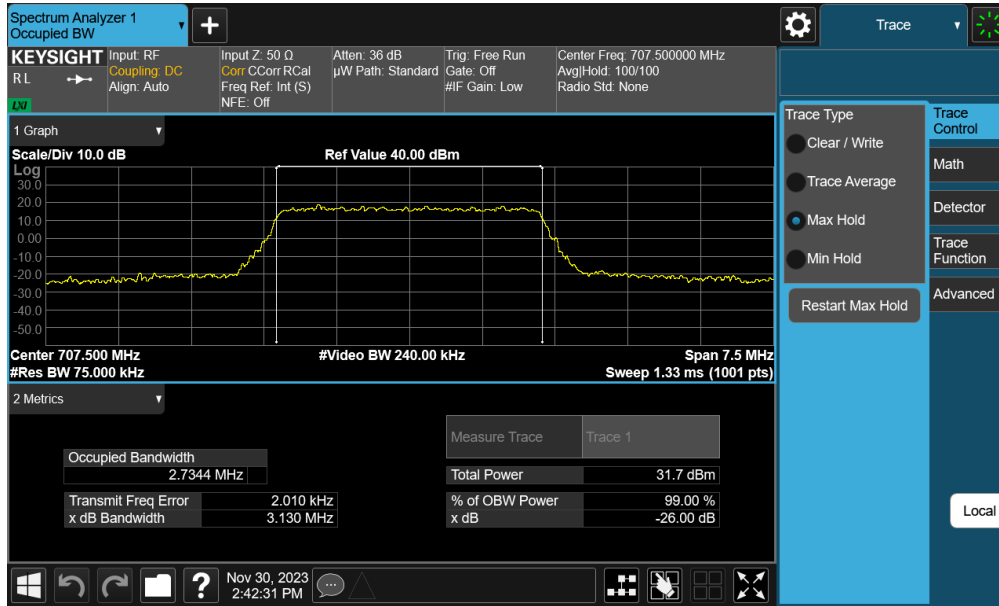 Spectrum Analyzer 1
Occupied BW
Trace
KEYSIGHT
R L
LXI
Input: RF
Coupling: DC
Align: Auto
Input Z: 50 Ω
Corr CCorr RCal
Freq Ref: Int (S)
NFE: Off
Atten: 36 dB
µW Path: Standard
Trig: Free Run
Gate: Off
#IF Gain: Low
Center Freq: 707.500000 MHz
Avg|Hold: 100/100
Radio Std: None
1 Graph
Scale/Div 10.0 dB
Ref Value 40.00 dBm
Log
30.0
20.0
10.0
0.00
-10.0
-20.0
-30.0
-40.0
-50.0
Center 707.500 MHz
#Video BW 240.00 kHz
Span 7.5 MHz
#Res BW 75.000 kHz
Sweep 1.33 ms (1001 pts)
2 Metrics
Measure Trace
Trace 1
Occupied Bandwidth
2.7344 MHz
Total Power
31.7 dBm
Transmit Freq Error
2.010 kHz
% of OBW Power
99.00 %
x dB Bandwidth
3.130 MHz
x dB
-26.00 dB
Trace Type
Clear / Write
Trace Average
Max Hold
Min Hold
Restart Max Hold
Trace
Control
Math
Detector
Trace
Function
Advanced
Local
?
Nov 30, 2023
2:42:31 PM